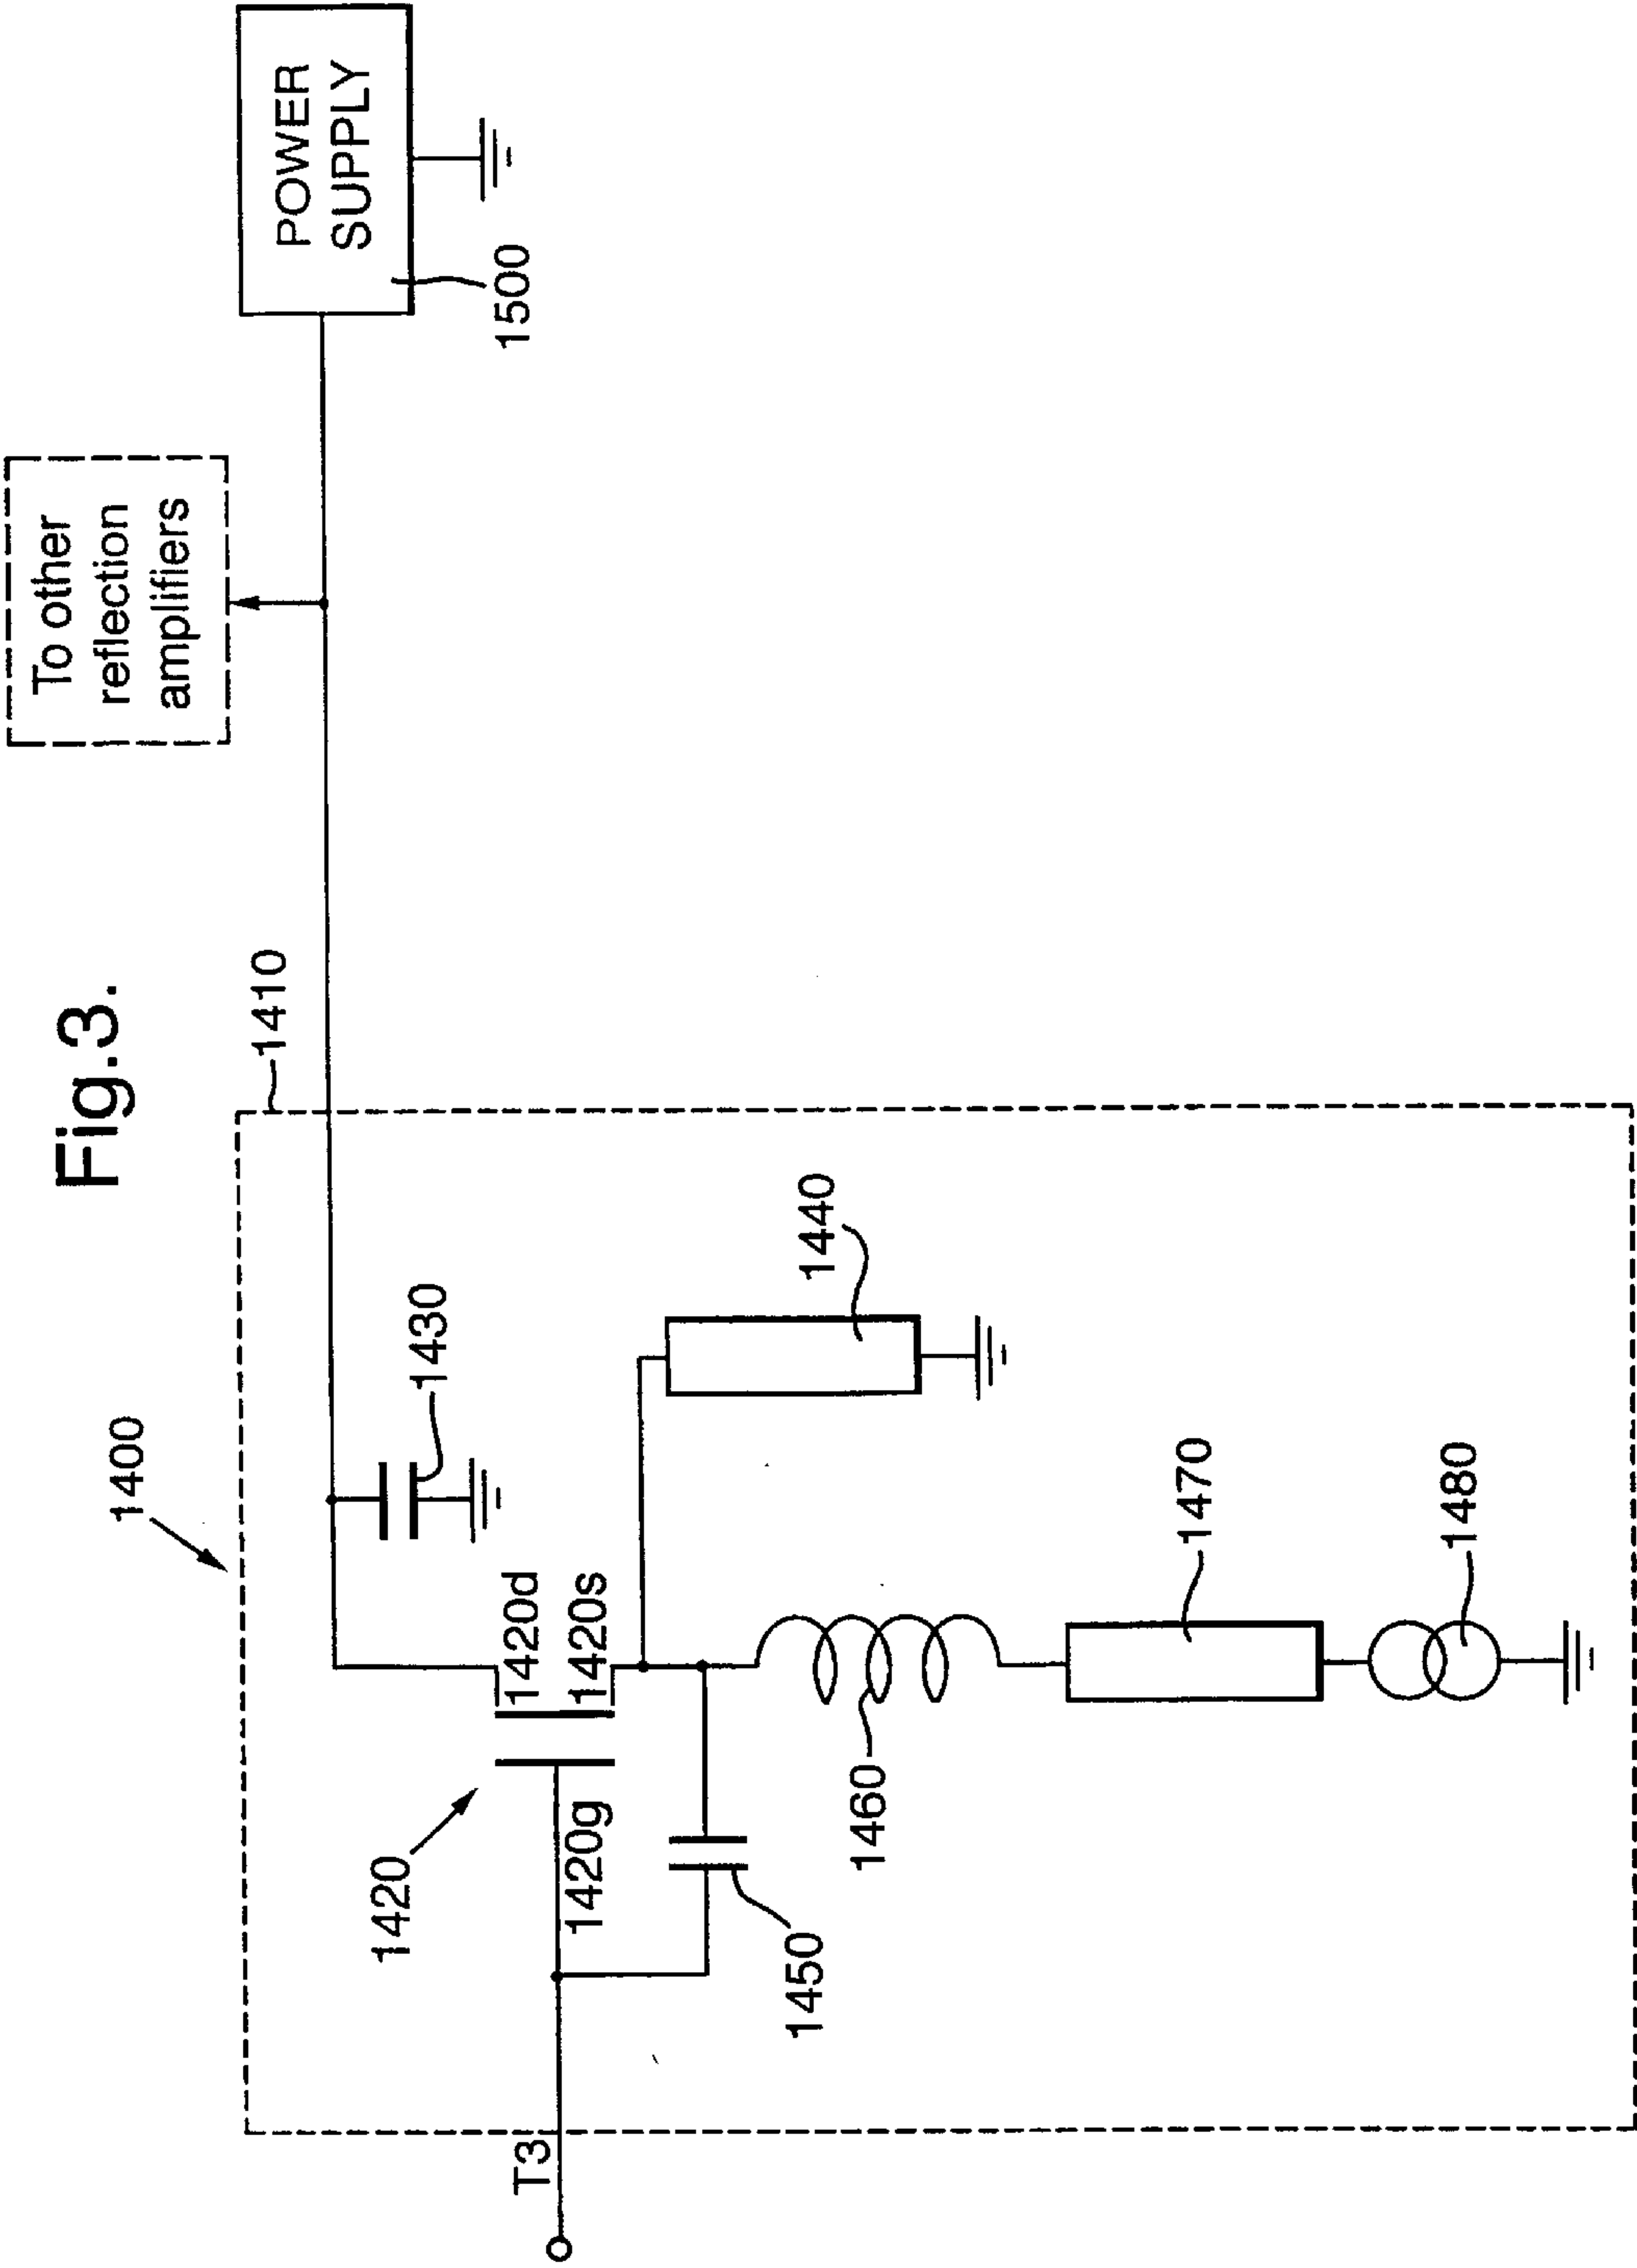 Fig.3.
1400
1410
To other
reflection
amplifiers
POWER
SUPPLY
1500
1430
1420
1420d
1420s
1420g
T3
1440
1450
1460
1470
1480